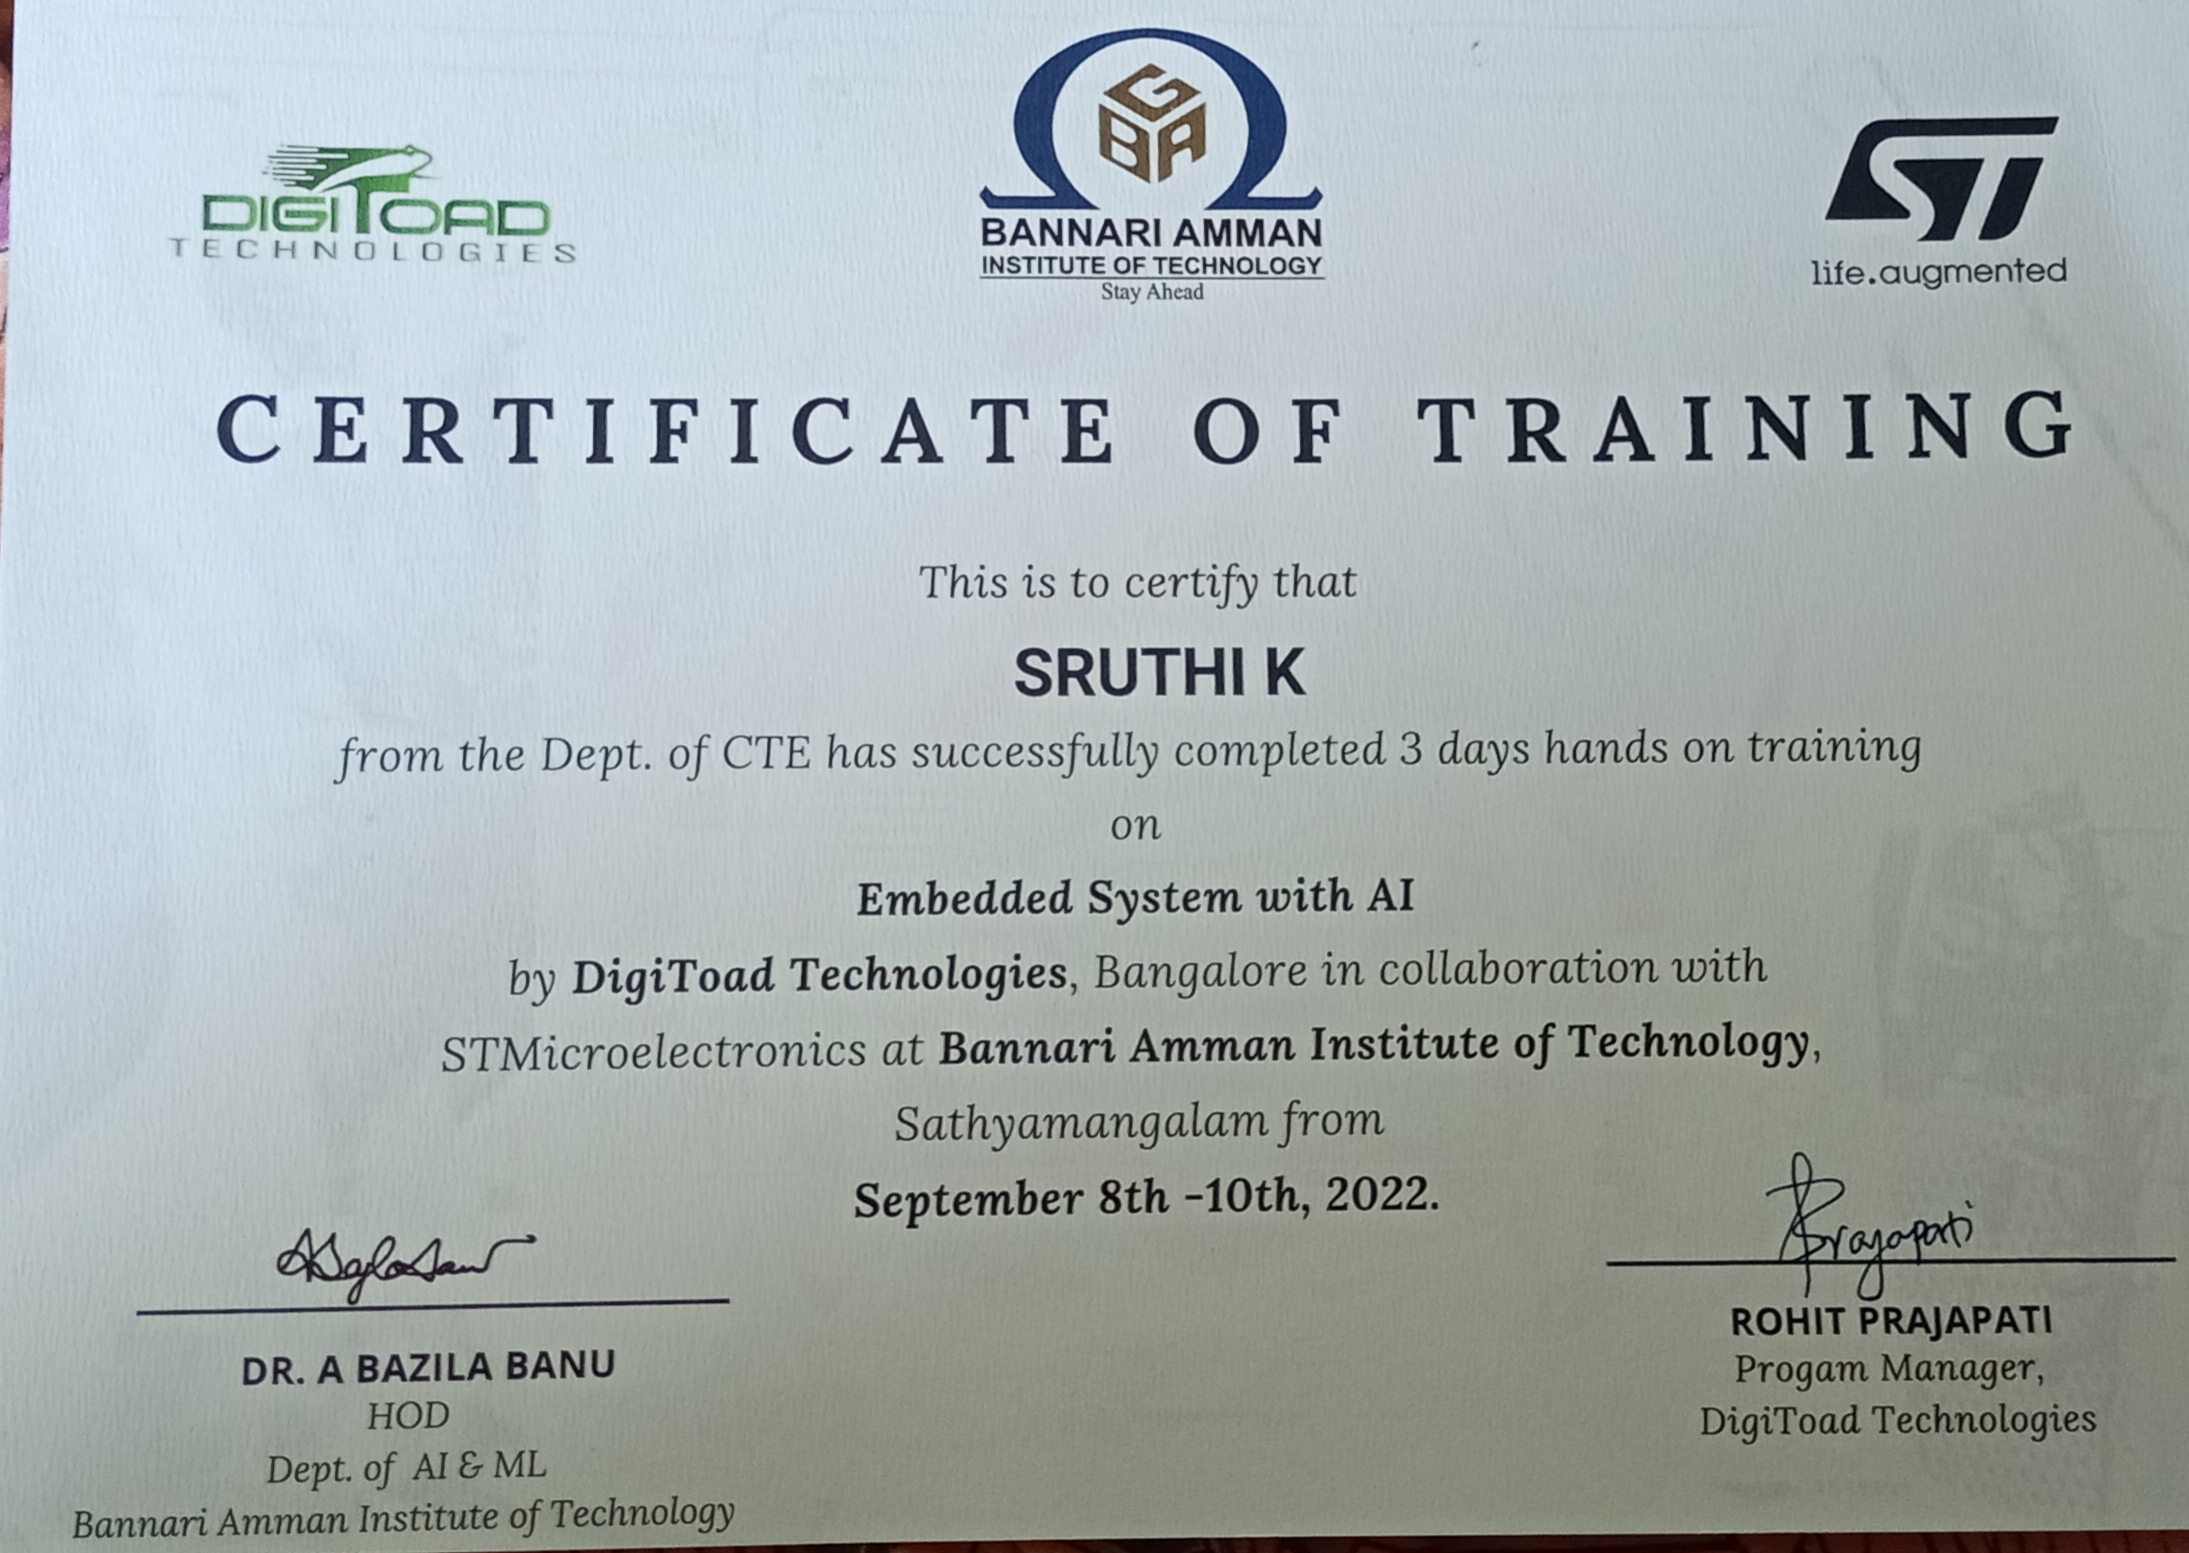 DIGITOAD
TECHNOLOGIES
GBA
BANNARI AMMAN
INSTITUTE OF TECHNOLOGY
Stay Ahead
ST
life.augmented
CERTIFICATE OF TRAINING
This is to certify that
SRUTHI K
from the Dept. of CTE has successfully completed 3 days hands on training
on
Embedded System with AI
by DigiToad Technologies, Bangalore in collaboration with
STMicroelectronics at Bannari Amman Institute of Technology,
Sathyamangalam from
September 8th -10th, 2022.
Prajapati
DR. A BAZILA BANU
HOD
Dept. of AI & ML
Bannari Amman Institute of Technology
ROHIT PRAJAPATI
Progam Manager,
DigiToad Technologies